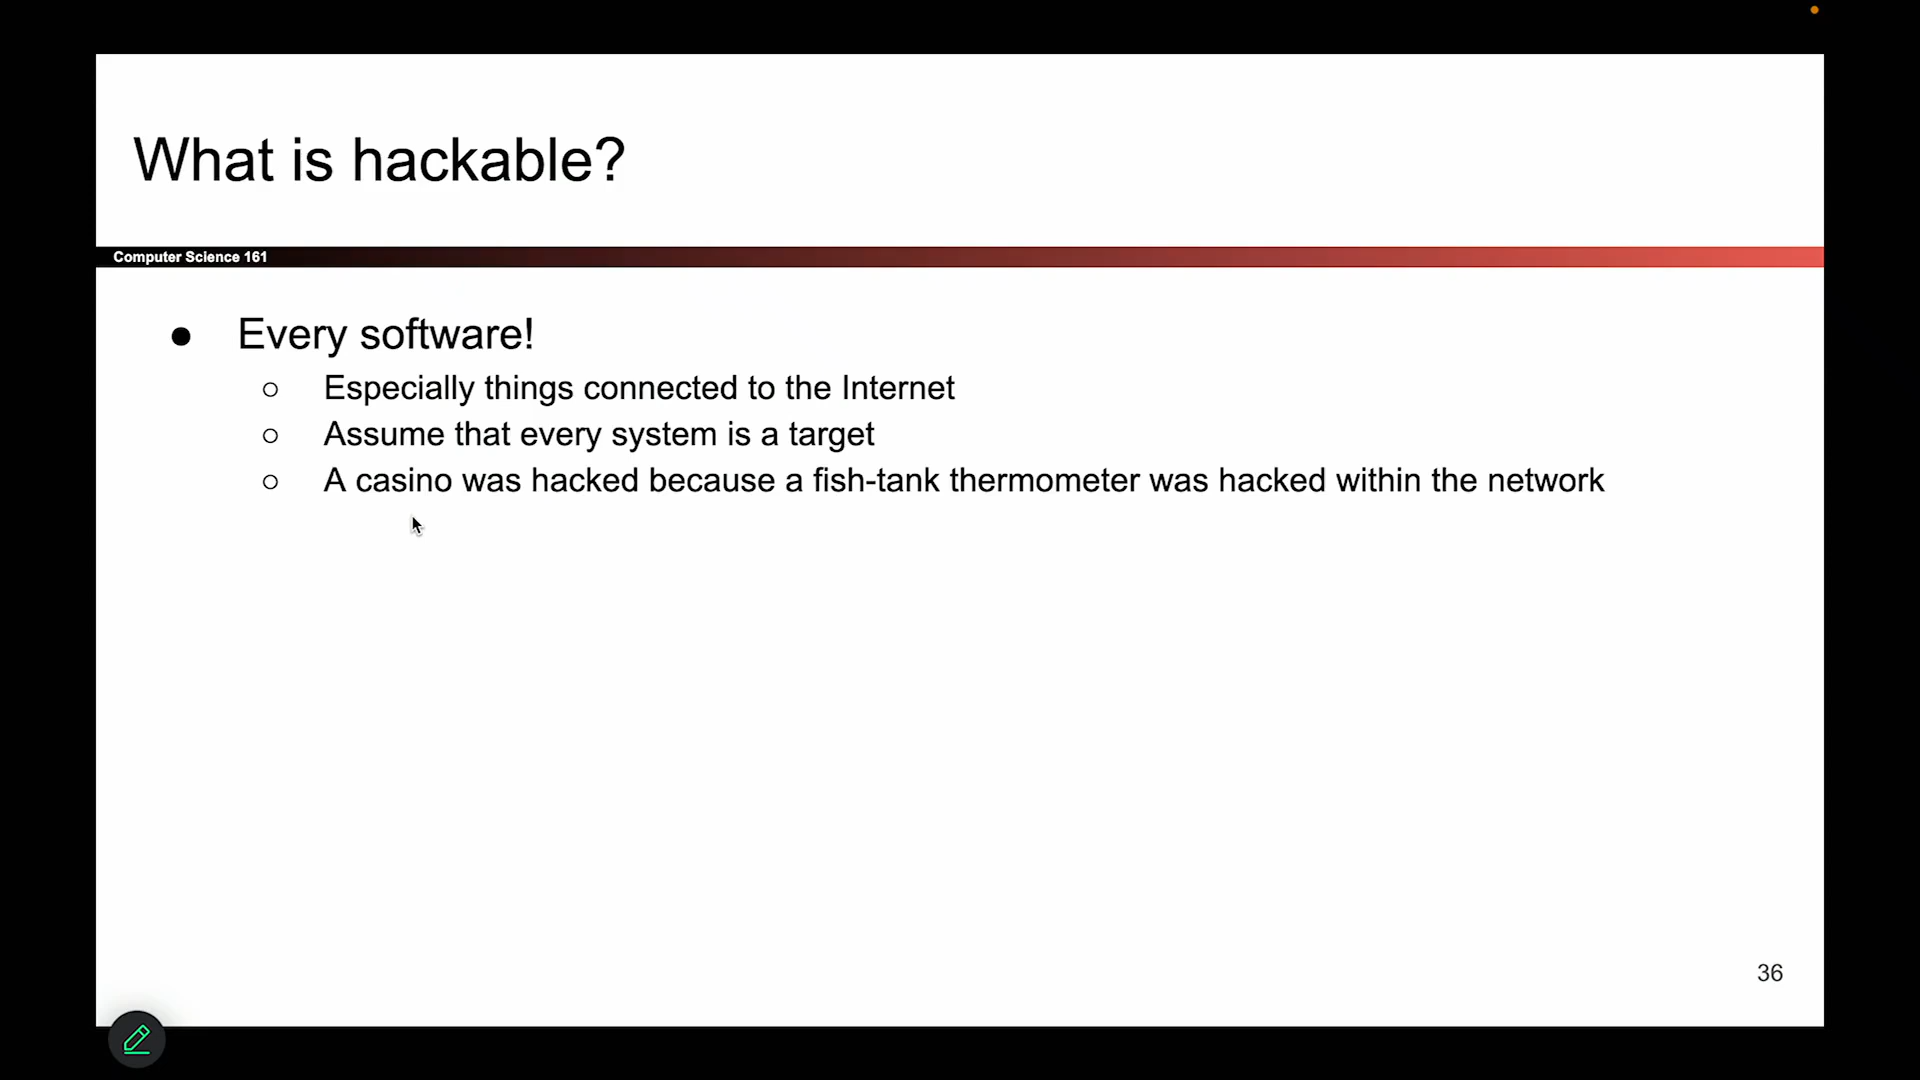 What is hackable?
Computer Science 161
● Every software!
○ Especially things connected to the Internet
○ Assume that every system is a target
○ A casino was hacked because a fish-tank thermometer was hacked within the network
36